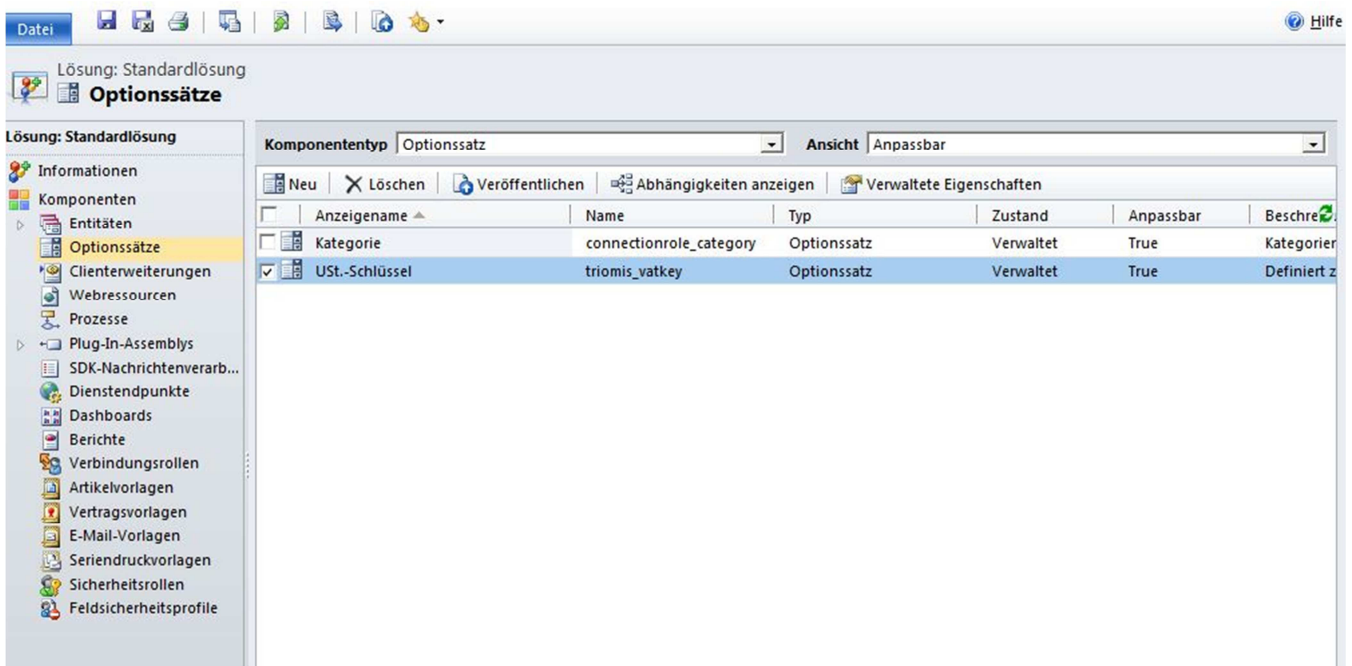 Datei
Hilfe
Lösung: Standardlösung
Optionssätze
Lösung: Standardlösung
Informationen
Komponenten
Entitäten
Optionssätze
Clienterweiterungen
Webressourcen
Prozesse
Plug-In-Assemblys
SDK-Nachrichtenverarb...
Dienstendpunkte
Dashboards
Berichte
Verbindungsrollen
Artikelvorlagen
Vertragsvorlagen
E-Mail-Vorlagen
Seriendruckvorlagen
Sicherheitsrollen
Feldsicherheitsprofile
Komponententyp Optionssatz Ansicht Anpassbar
Neu Löschen Veröffentlichen Abhängigkeiten anzeigen Verwaltete Eigenschaften
Anzeigename Name Typ Zustand Anpassbar Beschre
Kategorie connectionrole_category Optionssatz Verwaltet True Kategorier
USt.-Schlüssel triomis_vatkey Optionssatz Verwaltet True Definiert z